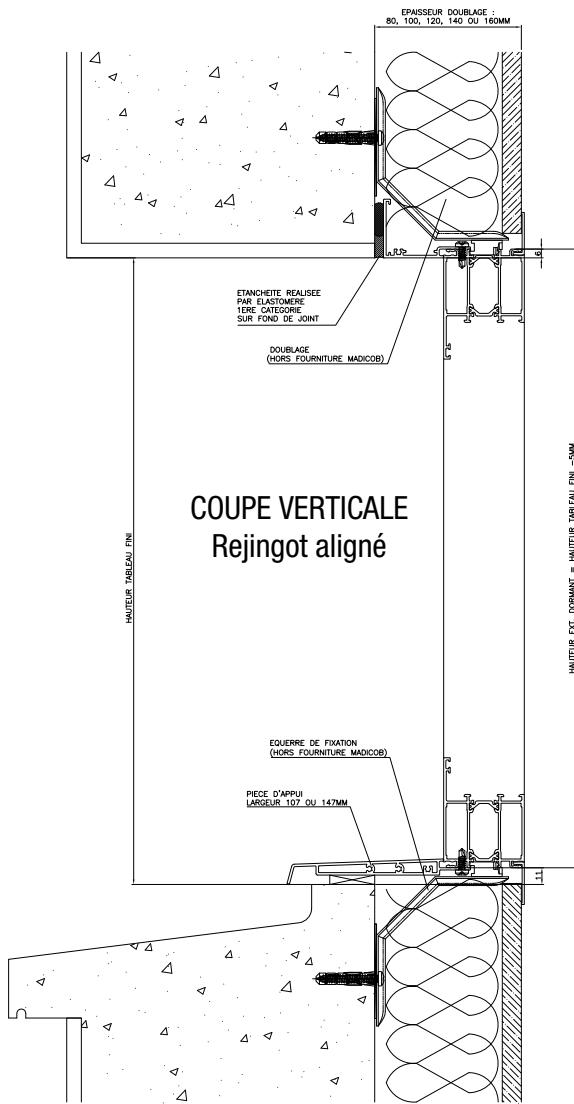 EPAISSEUR DOUBLAGE :
80, 100, 120, 140 OU 160MM
6
ETANCHEITE REALISEE
PAR ELASTOMERE
1ERE CATEGORIE
SUR FOND DE JOINT
DOUBLAGE
(HORS FOURNITURE MADICOB)
COUPE VERTICALE
Rejingot aligné
HAUTEUR TABLEAU FINI
HAUTEUR EXT. DORMANT = HAUTEUR TABLEAU FINI -5MM
EQUERRE DE FIXATION
(HORS FOURNITURE MADICOB)
PIECE D'APPUI
LARGEUR 107 OU 147MM
11